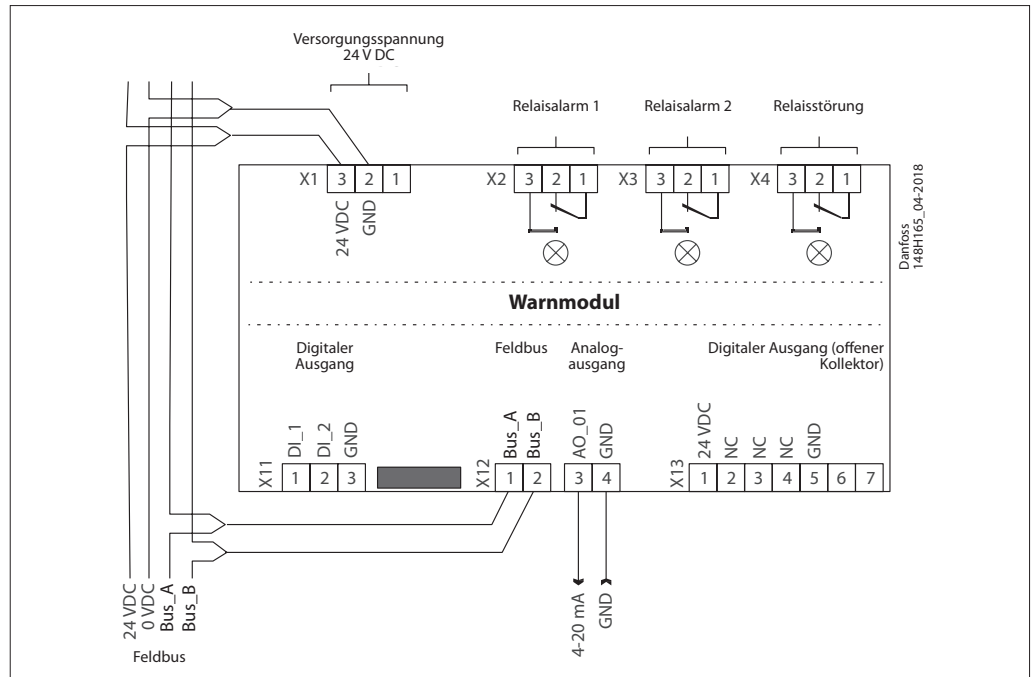 Versorgungsspannung
24 V DC
Relaisalarm 1
Relaisalarm 2
Relaisstörung
X1 3 2 1
X2 3 2 1
X3 3 2 1
X4 3 2 1
24 VDC
GND
Danfoss
148H165_04-2018
Warnmodul
Digitaler
Ausgang
Feldbus
Analog-
ausgang
Digitaler Ausgang (offener
Kollektor)
DI_1
DI_2
GND
Bus_A
Bus_B
AO_01
GND
24 VDC
NC
NC
NC
GND
X11 1 2 3
X12 1 2 3 4
X13 1 2 3 4 5 6 7
24 VDC
0 VDC
Bus_A
Bus_B
4-20 mA
GND
Feldbus